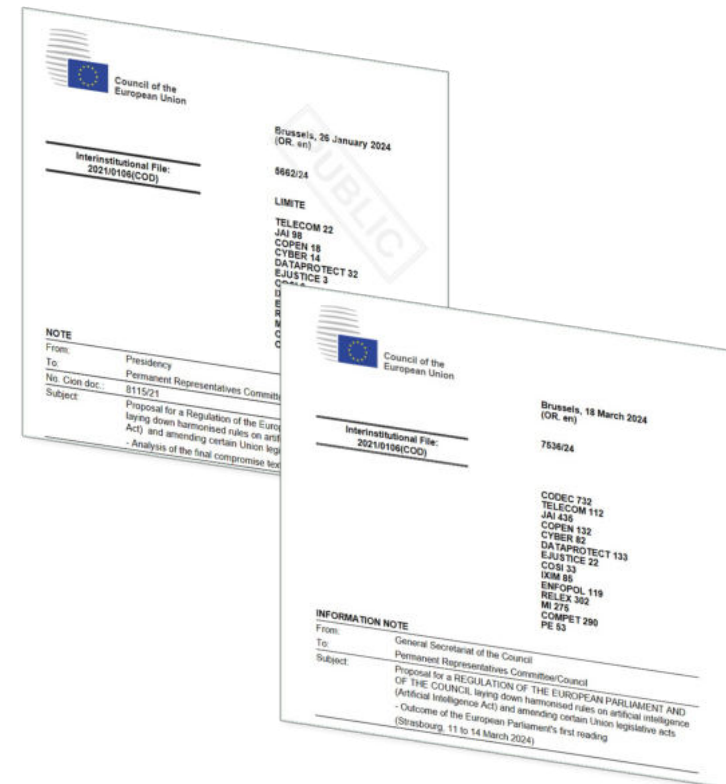 Council of the
European Union
Brussels, 26 January 2024
(OR. en)
Interinstitutional File:
2021/0106(COD)
5662/24
LIMITE
TELECOM 22
JAI 98
COPEN 18
CYBER 14
DATAPROTECT 32
EJUSTICE 3
PUBLIC
NOTE
From: Presidency
To: Permanent Representatives
No. Cion doc.: 8115/21
Subject: Proposal for a Regulation of the
laying down harmonised rules on
Act) and amending certain Union
- Analysis of the final compromise
Council of the
European Union
Brussels, 18 March 2024
(OR. en)
Interinstitutional File:
2021/0106(COD)
7536/24
CODEC 732
TELECOM 112
JAI 435
COPEN 132
CYBER 82
DATAPROTECT 133
EJUSTICE 22
COSI 33
IXIM 85
ENFOPOL 119
RELEX 302
MI 275
COMPET 290
PE 53
INFORMATION NOTE
From: General Secretariat of the Council
To: Permanent Representatives Committee/Council
Subject: Proposal for a REGULATION OF THE EUROPEAN PARLIAMENT AND
OF THE COUNCIL laying down harmonised rules on artificial intelligence
(Artificial Intelligence Act) and amending certain Union legislative acts
- Outcome of the European Parliament's first reading
(Strasbourg, 11 to 14 March 2024)